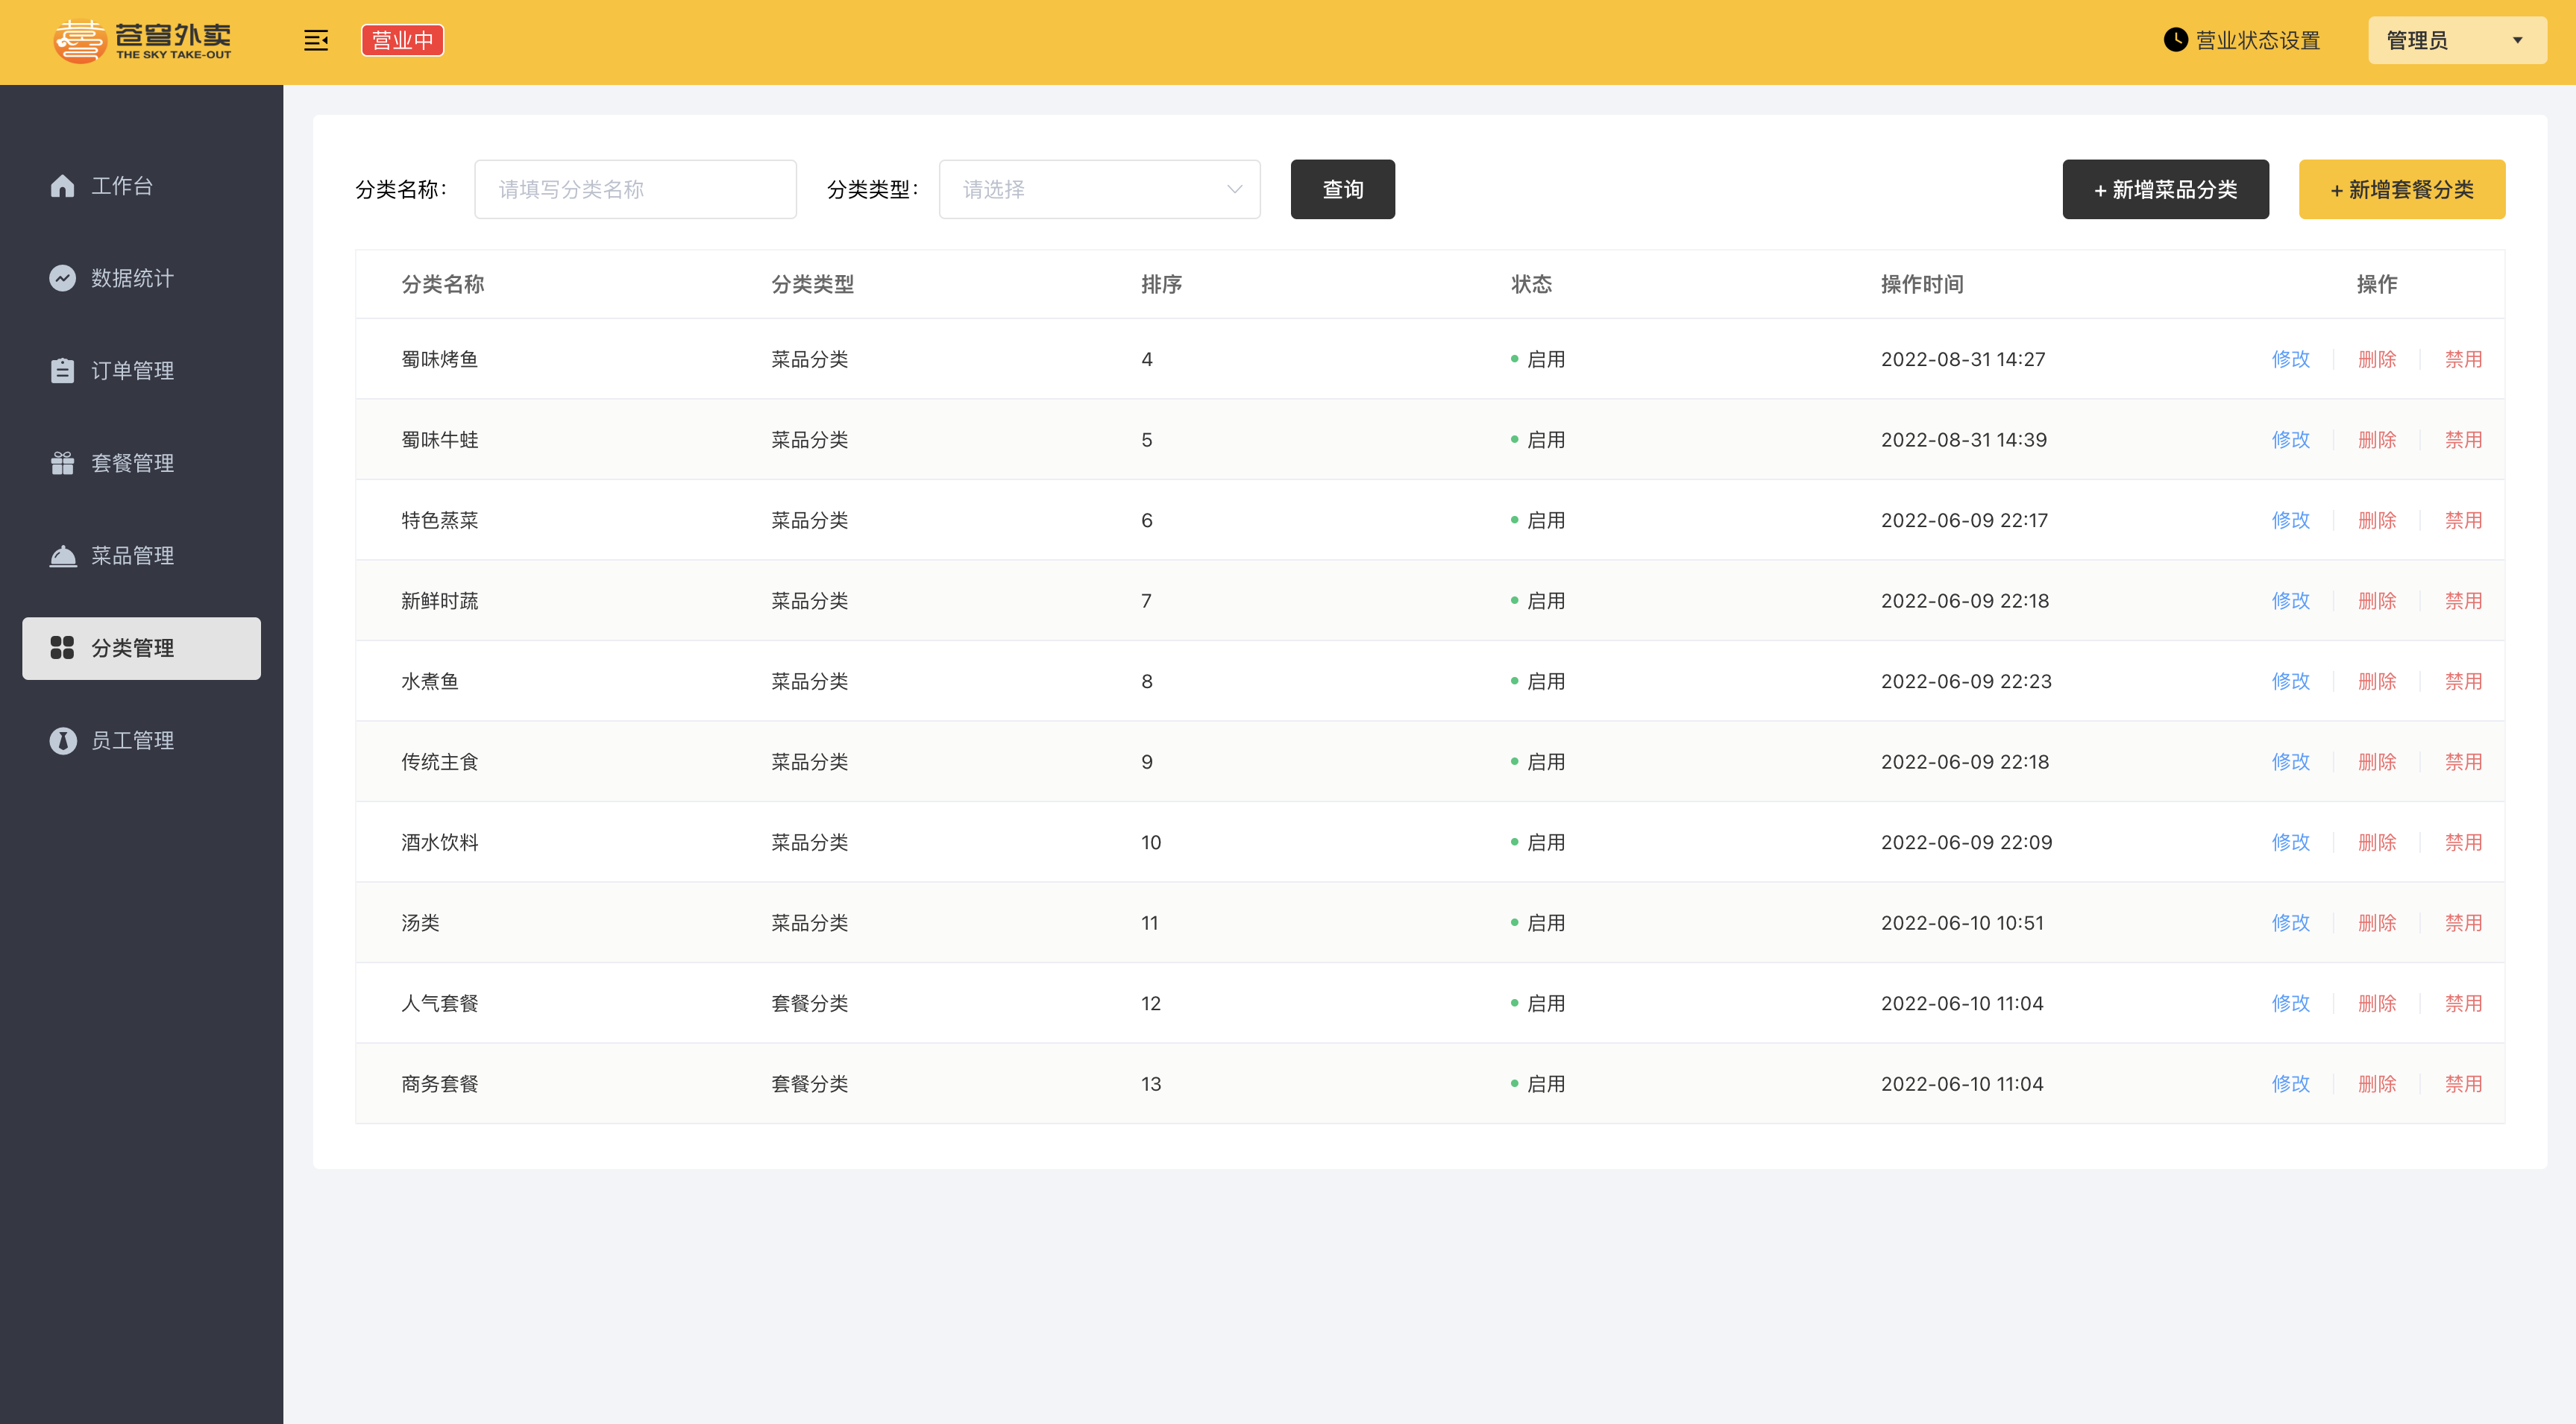 苍穹外卖
THE SKY TAKE-OUT
营业中
营业状态设置
管理员
工作台
数据统计
订单管理
套餐管理
菜品管理
分类管理
员工管理
分类名称: 请填写分类名称 分类类型: 请选择 查询 + 新增菜品分类 + 新增套餐分类
分类名称 分类类型 排序 状态 操作时间 操作
蜀味烤鱼 菜品分类 4 启用 2022-08-31 14:27 修改 删除 禁用
蜀味牛蛙 菜品分类 5 启用 2022-08-31 14:39 修改 删除 禁用
特色蒸菜 菜品分类 6 启用 2022-06-09 22:17 修改 删除 禁用
新鲜时蔬 菜品分类 7 启用 2022-06-09 22:18 修改 删除 禁用
水煮鱼 菜品分类 8 启用 2022-06-09 22:23 修改 删除 禁用
传统主食 菜品分类 9 启用 2022-06-09 22:18 修改 删除 禁用
酒水饮料 菜品分类 10 启用 2022-06-09 22:09 修改 删除 禁用
汤类 菜品分类 11 启用 2022-06-10 10:51 修改 删除 禁用
人气套餐 套餐分类 12 启用 2022-06-10 11:04 修改 删除 禁用
商务套餐 套餐分类 13 启用 2022-06-10 11:04 修改 删除 禁用